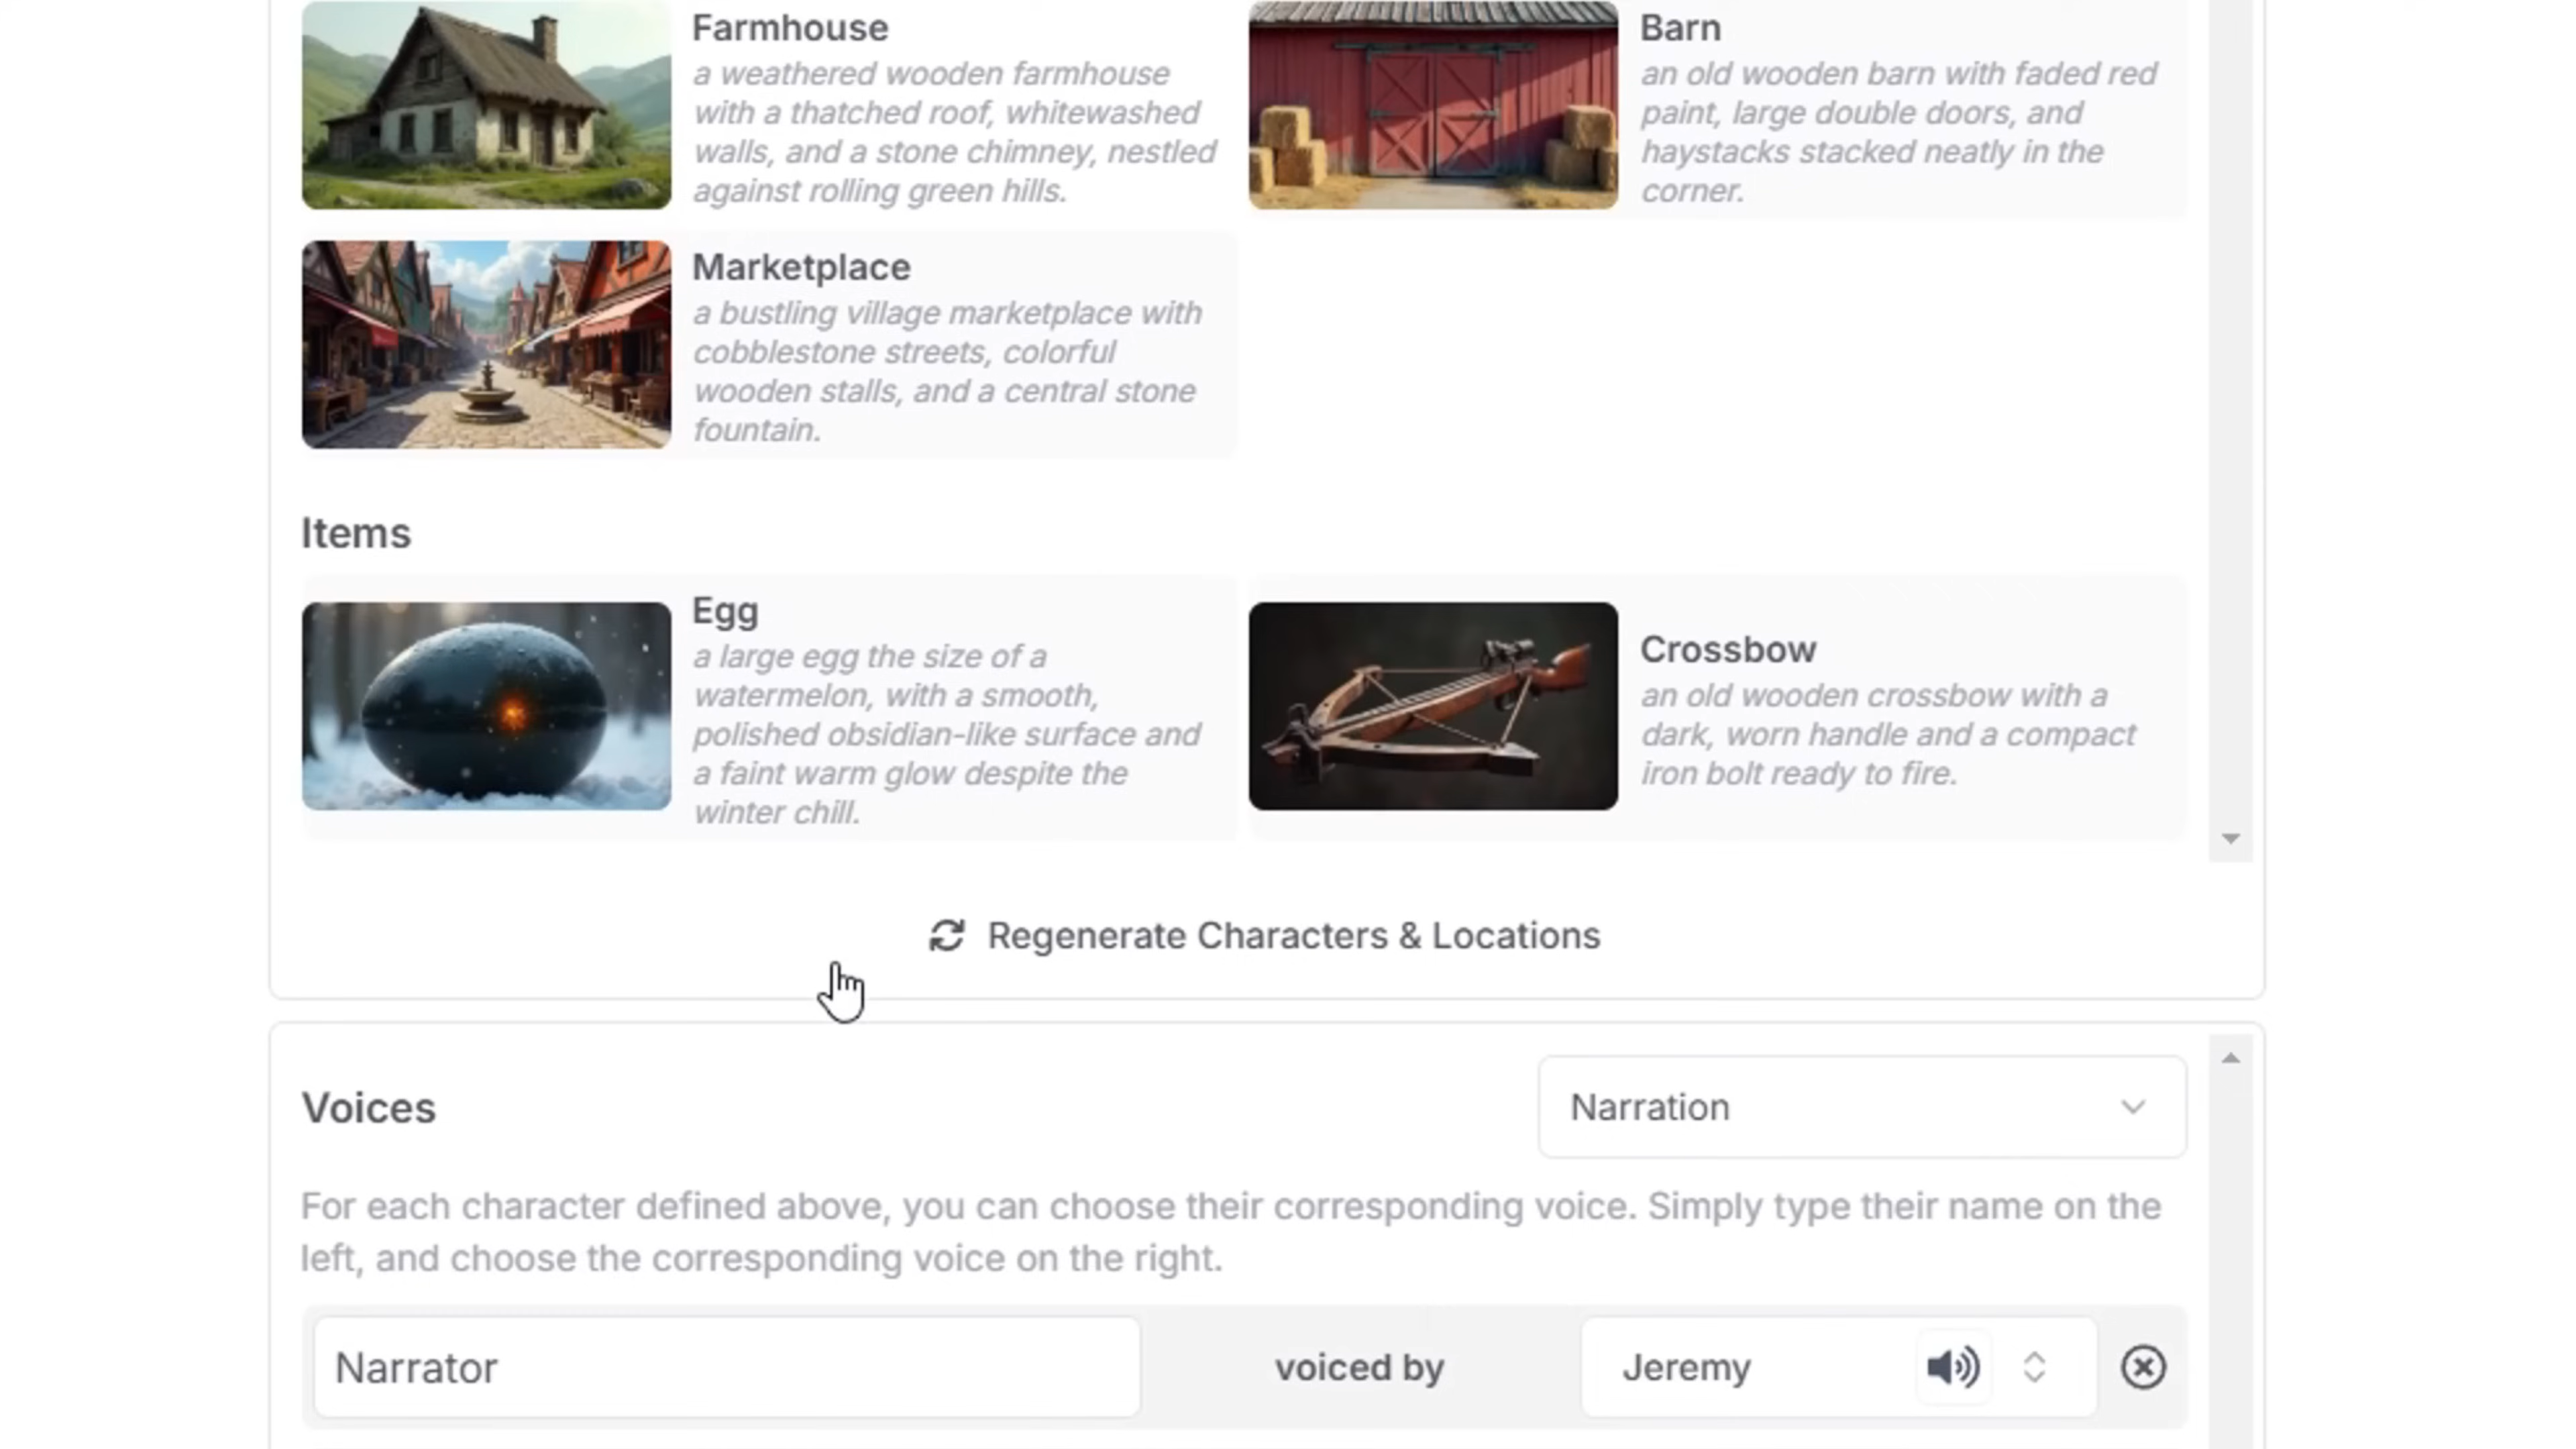 Farmhouse
a weathered wooden farmhouse
with a thatched roof, whitewashed
walls, and a stone chimney, nestled
against rolling green hills.
Barn
an old wooden barn with faded red
paint, large double doors, and
haystacks stacked neatly in the
corner.
Marketplace
a bustling village marketplace with
cobblestone streets, colorful
wooden stalls, and a central stone
fountain.
Items
Egg
a large egg the size of a
watermelon, with a smooth,
polished obsidian-like surface and
a faint warm glow despite the
winter chill.
Crossbow
an old wooden crossbow with a
dark, worn handle and a compact
iron bolt ready to fire.
Regenerate Characters & Locations
Voices
Narration
For each character defined above, you can choose their corresponding voice. Simply type their name on the
left, and choose the corresponding voice on the right.
Narrator
voiced by
Jeremy